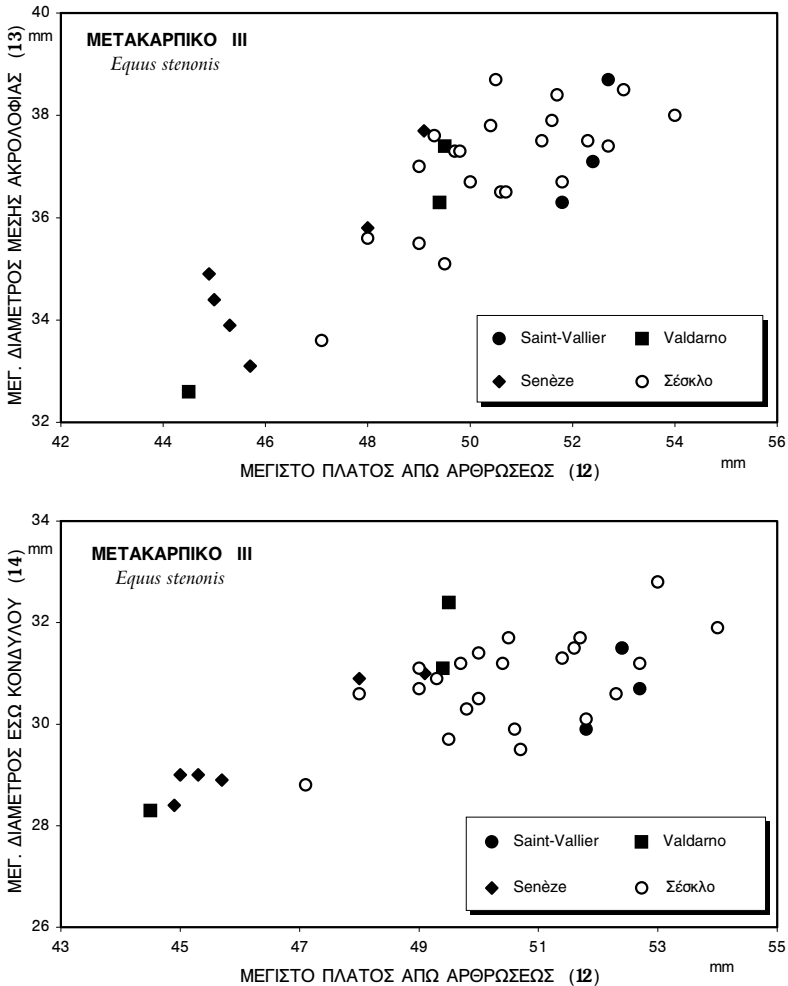 40
mm
ΜΕΤΑΚΑΡΠΙΚΟ III
Equus stenonis
38
36
34
32
ΜΕΓ. ΔΙΑΜΕΤΡΟΣ ΜΕΣΗΣ ΑΚΡΟΛΟΦΙΑΣ (13)
Saint-Vallier
Valdarno
Senèze
Σέσκλο
42 44 46 48 50 52 54 56
mm
ΜΕΓΙΣΤΟ ΠΛΑΤΟΣ ΑΠΩ ΑΡΘΡΩΣΕΩΣ (12)
34
mm
ΜΕΤΑΚΑΡΠΙΚΟ III
Equus stenonis
32
30
28
26
ΜΕΓ. ΔΙΑΜΕΤΡΟΣ ΕΣΩ ΚΟΝΔΥΛΟΥ (14)
Saint-Vallier
Valdarno
Senèze
Σέσκλο
43 45 47 49 51 53 55
mm
ΜΕΓΙΣΤΟ ΠΛΑΤΟΣ ΑΠΩ ΑΡΘΡΩΣΕΩΣ (12)